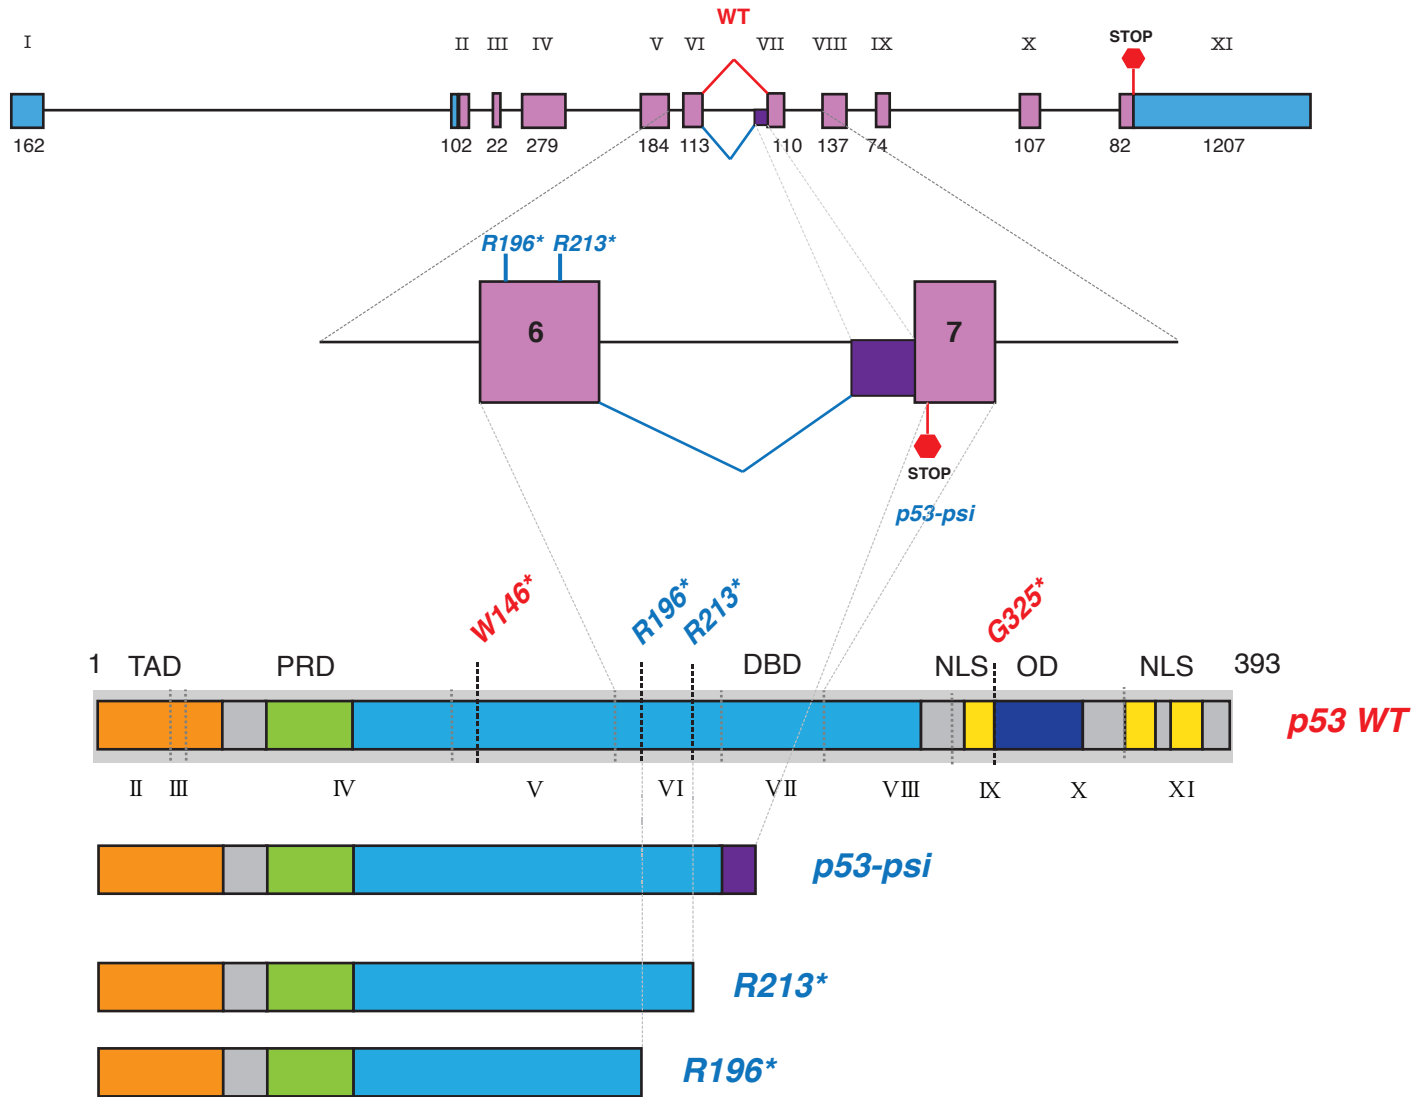 WT
I II III IV V VI VII VIII IX X STOP XI
162 102 22 279 184 113 110 137 74 107 82 1207
R196* R213*
6 7
STOP
p53-psi
W146* R196* R213* G325*
1 TAD PRD DBD NLS OD NLS 393
p53 WT
II III IV V VI VII VIII IX X XI
p53-psi
R213*
R196*